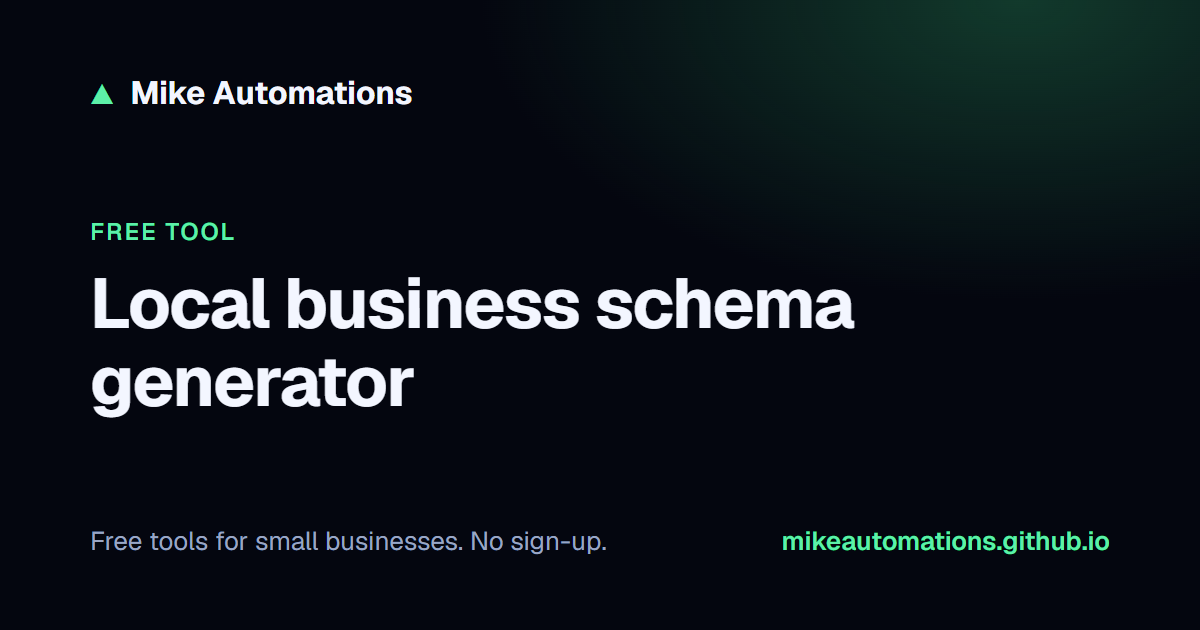 Mike Automations
FREE TOOL
Local business schema
generator
Free tools for small businesses. No sign-up.
mikeautomations.github.io